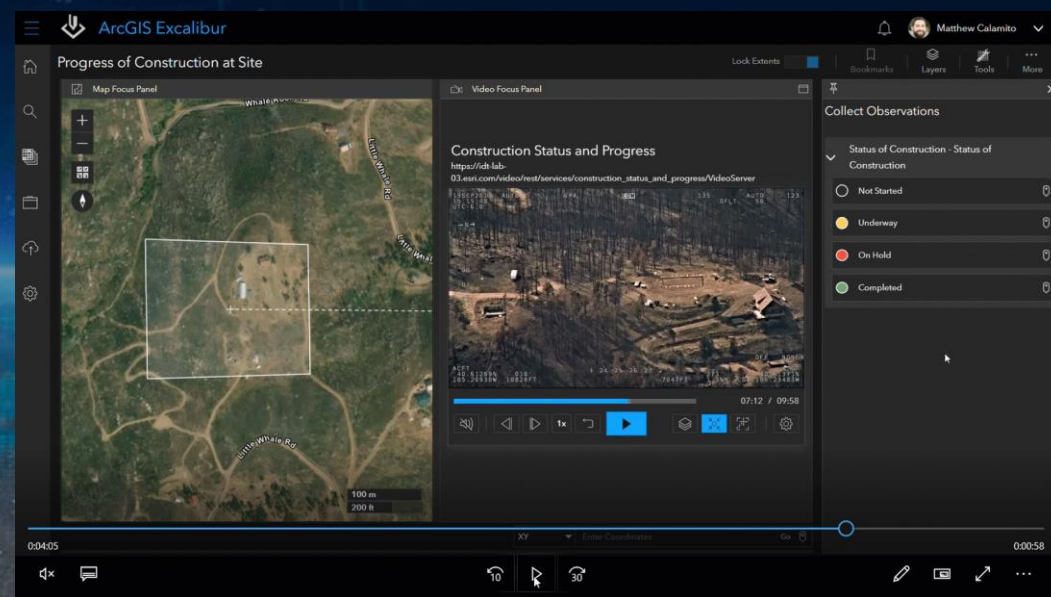 ArcGIS Excalibur
Matthew Calamito
Progress of Construction at Site
Lock Extents
Bookmarks
Layers
Tools
More
Map Focus Panel
Video Focus Panel
Collect Observations
Little Whale Rd
Little Whale Rd
100 m
200 ft
Construction Status and Progress
https://idt-lab-
03.esri.com/video/rest/services/construction_status_and_progress/VideoServer
07:12 / 09:58
1x
Status of Construction - Status of
Construction
Not Started
Underway
On Hold
Completed
XY
Enter Coordinates
Go
0:04:05
0:00:58
10
30